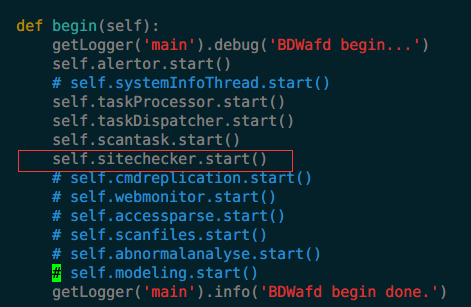 def begin(self):
    getLogger('main').debug('BDWafd begin...')
    self.alertor.start()
    # self.systemInfoThread.start()
    self.taskProcessor.start()
    self.taskDispatcher.start()
    self.scantask.start()
    self.sitechecker.start()
    # self.cmdreplication.start()
    # self.webmonitor.start()
    # self.accessparse.start()
    # self.scanfiles.start()
    # self.abnormalanalyse.start()
    # self.modeling.start()
    getLogger('main').info('BDWafd begin done.')